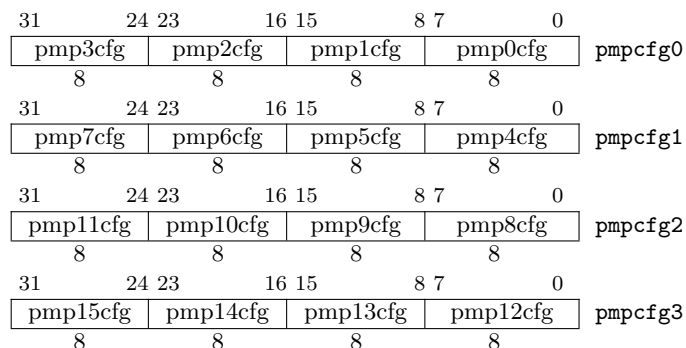 31 24 23 16 15 8 7 0
pmp3cfg pmp2cfg pmp1cfg pmp0cfg pmpcfg0
8 8 8 8
31 24 23 16 15 8 7 0
pmp7cfg pmp6cfg pmp5cfg pmp4cfg pmpcfg1
8 8 8 8
31 24 23 16 15 8 7 0
pmp11cfg pmp10cfg pmp9cfg pmp8cfg pmpcfg2
8 8 8 8
31 24 23 16 15 8 7 0
pmp15cfg pmp14cfg pmp13cfg pmp12cfg pmpcfg3
8 8 8 8